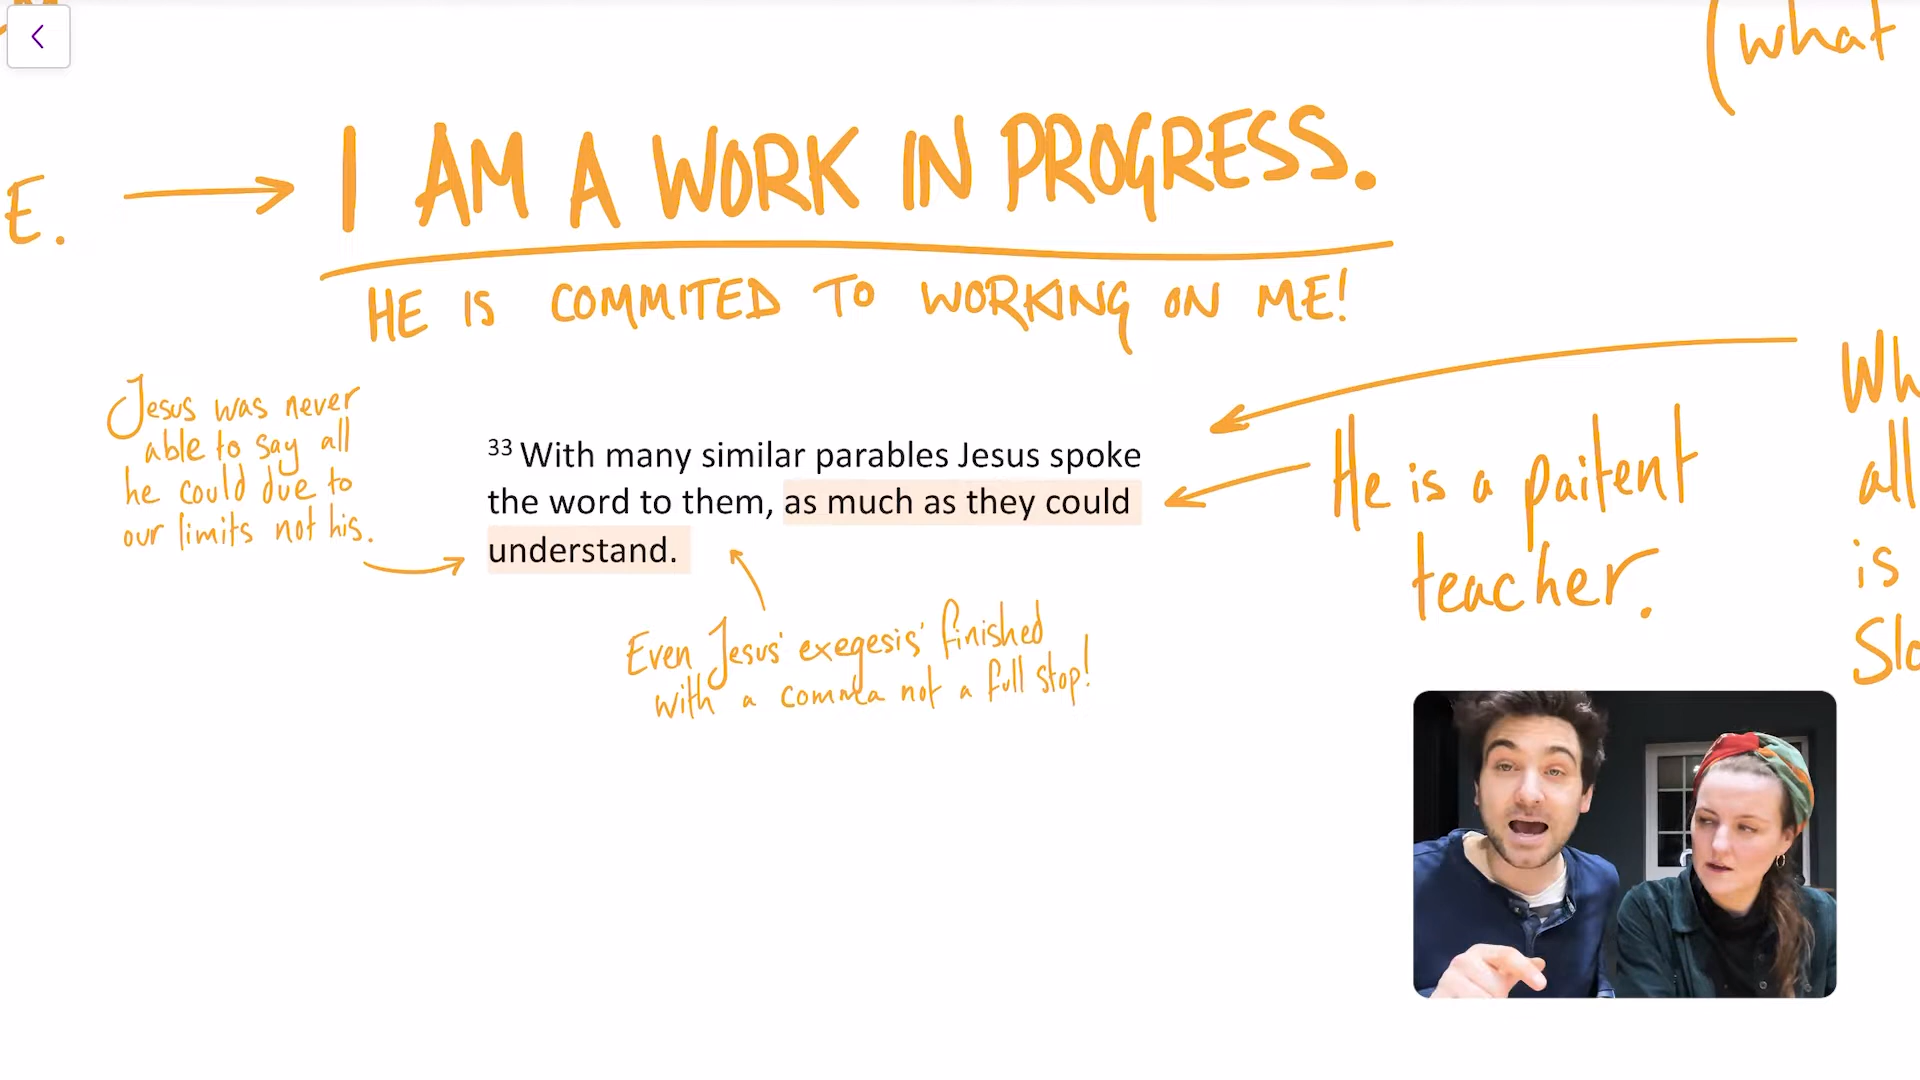 (what
E.
I AM A WORK IN PROGRESS.
HE IS COMMITED TO WORKING ON ME!
Jesus was never
able to say all
he could due to
our limits not his.
33 With many similar parables Jesus spoke
the word to them, as much as they could
understand.
Even Jesus' exegesis' finished
with a comma not a full stop!
He is a paitent
teacher.
all
is